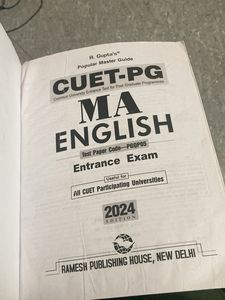 R. Gupta's®
Popular Master Guide
CUET-PG
Common University Entrance Test for Post Graduate Programmes
MA
ENGLISH
Test Paper Code—PGQP05
Entrance Exam
Useful for
All CUET Participating Universities
2024
EDITION
RAMESH PUBLISHING HOUSE, NEW DELHI